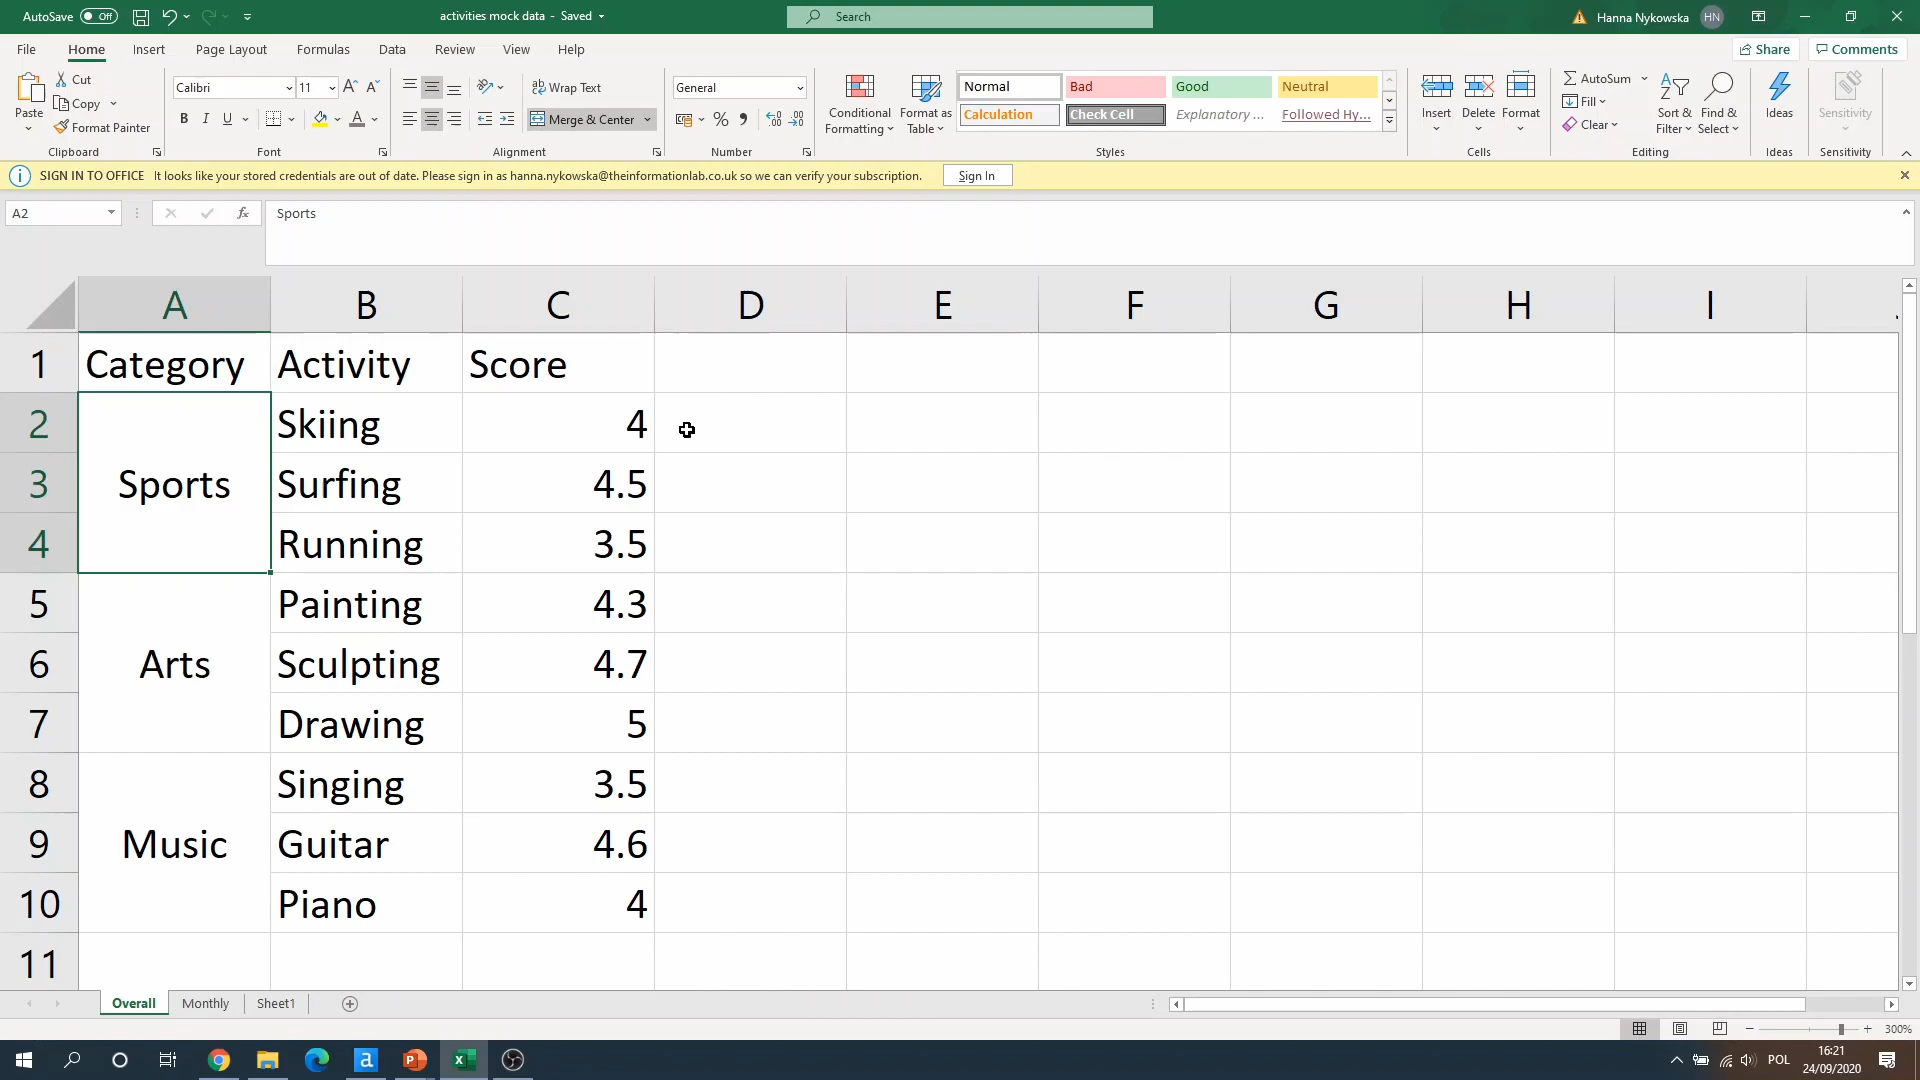 AutoSave Off activities mock data - Saved Search Hanna Nykowska HN
File Home Insert Page Layout Formulas Data Review View Help Share Comments
Paste Cut Copy Format Painter
Clipboard
Calibri 11 A A
B I U A
Font
Wrap Text
Merge & Center
Alignment
General
% 9
Number
Conditional Formatting
Format as Table
Normal Bad Good Neutral
Calculation Check Cell Explanatory ... Followed Hy...
Styles
Insert Delete Format
Cells
AutoSum
Fill
Clear
Sort & Filter
Find & Select
Editing
Ideas
Ideas
Sensitivity
Sensitivity
SIGN IN TO OFFICE It looks like your stored credentials are out of date. Please sign in as hanna.nykowska@theinformationlab.co.uk so we can verify your subscription. Sign In
A2 fx Sports
A B C D E F G H I
1 Category Activity Score
2 Skiing 4
3 Sports Surfing 4.5
4 Running 3.5
5 Painting 4.3
6 Arts Sculpting 4.7
7 Drawing 5
8 Singing 3.5
9 Music Guitar 4.6
10 Piano 4
11
Overall Monthly Sheet1
300%
POL 16:21
24/09/2020